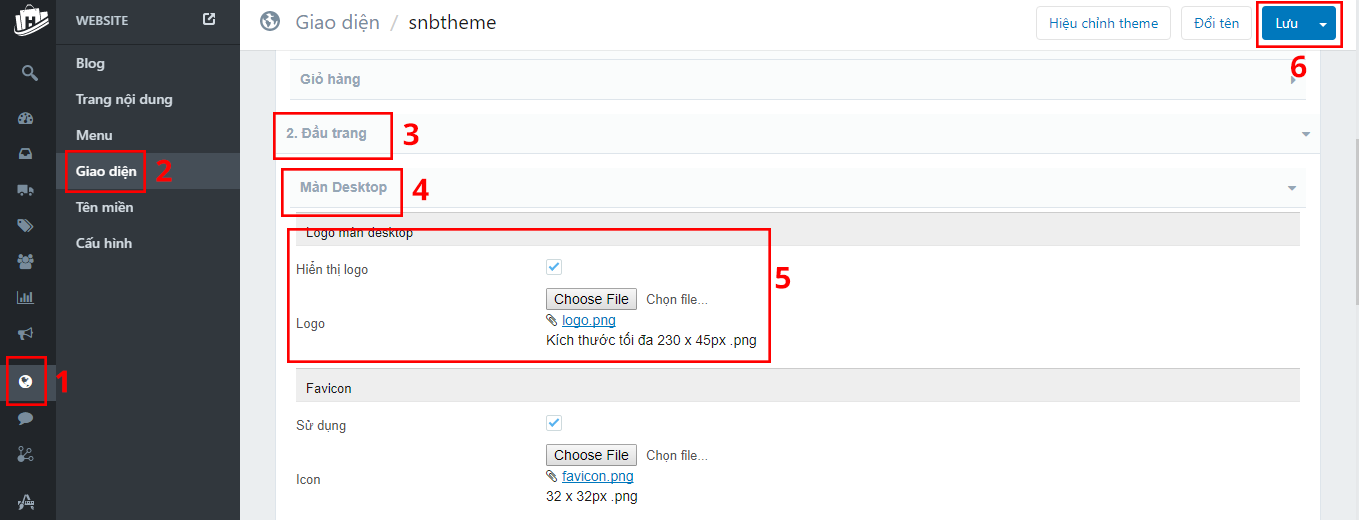 WEBSITE
Blog
Trang nội dung
Menu
Giao diện 2
Tên miền
Cấu hình
1
Giao diện / snbtheme
Hiệu chỉnh theme
Đổi tên
Lưu
6
Giỏ hàng
2. Đầu trang 3
Màn Desktop 4
Logo màn desktop
5
Hiển thị logo
Choose File Chọn file...
Logo
logo.png
Kích thước tối đa 230 x 45px .png
Favicon
Sử dụng
Choose File Chọn file...
Icon
favicon.png
32 x 32px .png